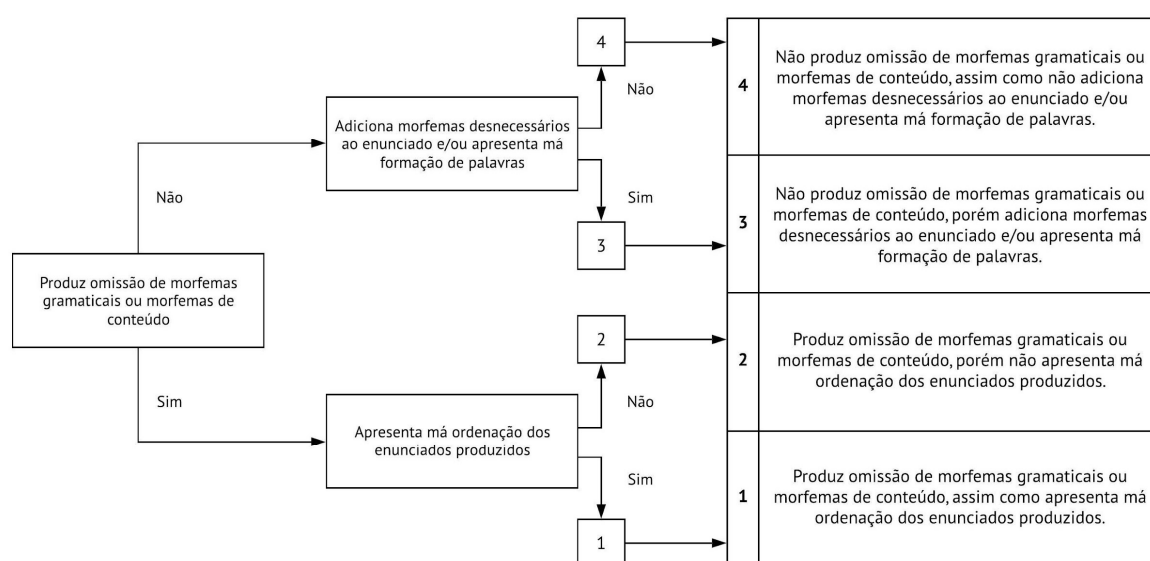 Produz omissão de morfemas
gramaticais ou morfemas de
conteúdo
Não
Sim
Adiciona morfemas desnecessários
ao enunciado e/ou apresenta má
formação de palavras
Apresenta má ordenação dos
enunciados produzidos
4
Não
Sim
3
2
Não
Sim
1
4
Não produz omissão de morfemas gramaticais ou
morfemas de conteúdo, assim como não adiciona
morfemas desnecessários ao enunciado e/ou
apresenta má formação de palavras.
3
Não produz omissão de morfemas gramaticais ou
morfemas de conteúdo, porém adiciona morfemas
desnecessários ao enunciado e/ou apresenta má
formação de palavras.
2
Produz omissão de morfemas gramaticais ou
morfemas de conteúdo, porém não apresenta má
ordenação dos enunciados produzidos.
1
Produz omissão de morfemas gramaticais ou
morfemas de conteúdo, assim como apresenta má
ordenação dos enunciados produzidos.